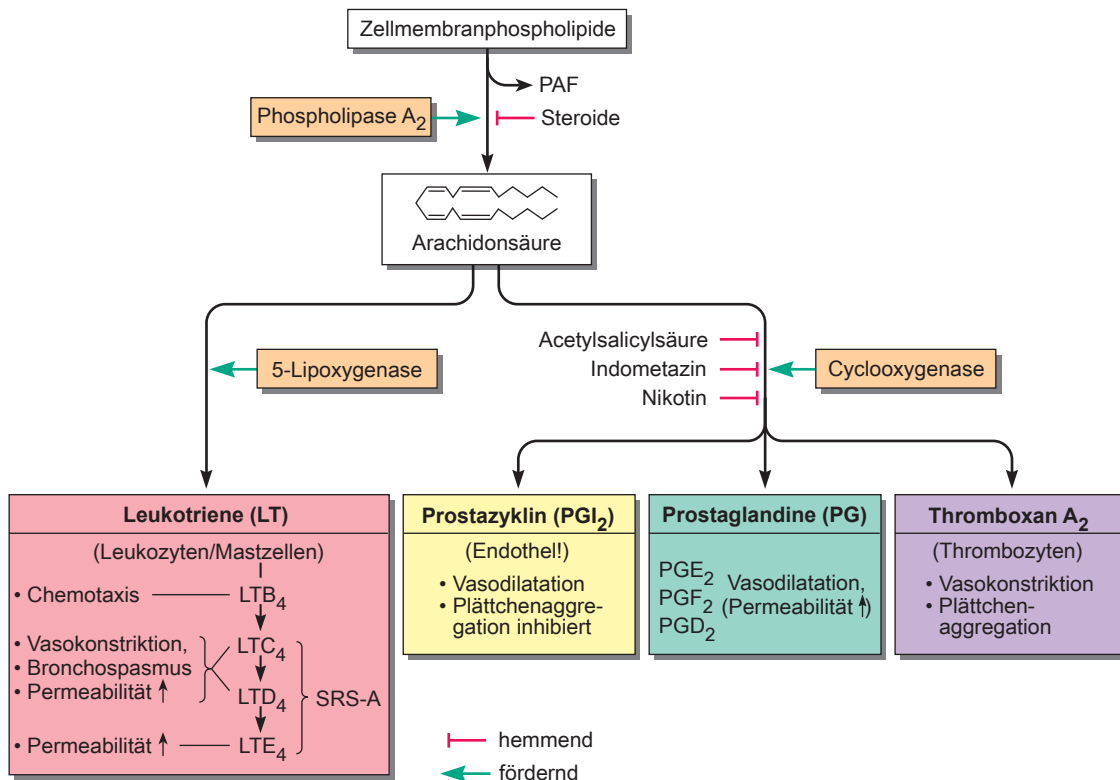 Zellmembranphospholipide
PAF
Phospholipase A₂
Steroide
Arachidonsäure
Acetylsalicylsäure
5-Lipoxygenase
Indometazin
Cyclooxygenase
Nikotin
Leukotriene (LT)
(Leukozyten/Mastzellen)
• Chemotaxis
LTB₄
• Vasokonstriktion,
• Bronchospasmus
• Permeabilität ↑
LTC₄
LTD₄
SRS-A
• Permeabilität ↑
LTE₄
Prostazyklin (PGI₂)
(Endothel!)
• Vasodilatation
• Plättchenaggre-
gation inhibiert
Prostaglandine (PG)
PGE₂
PGF₂
PGD₂
Vasodilatation,
(Permeabilität ↑)
Thromboxan A₂
(Thrombozyten)
• Vasokonstriktion
• Plättchen-
aggregation
hemmend
fördernd